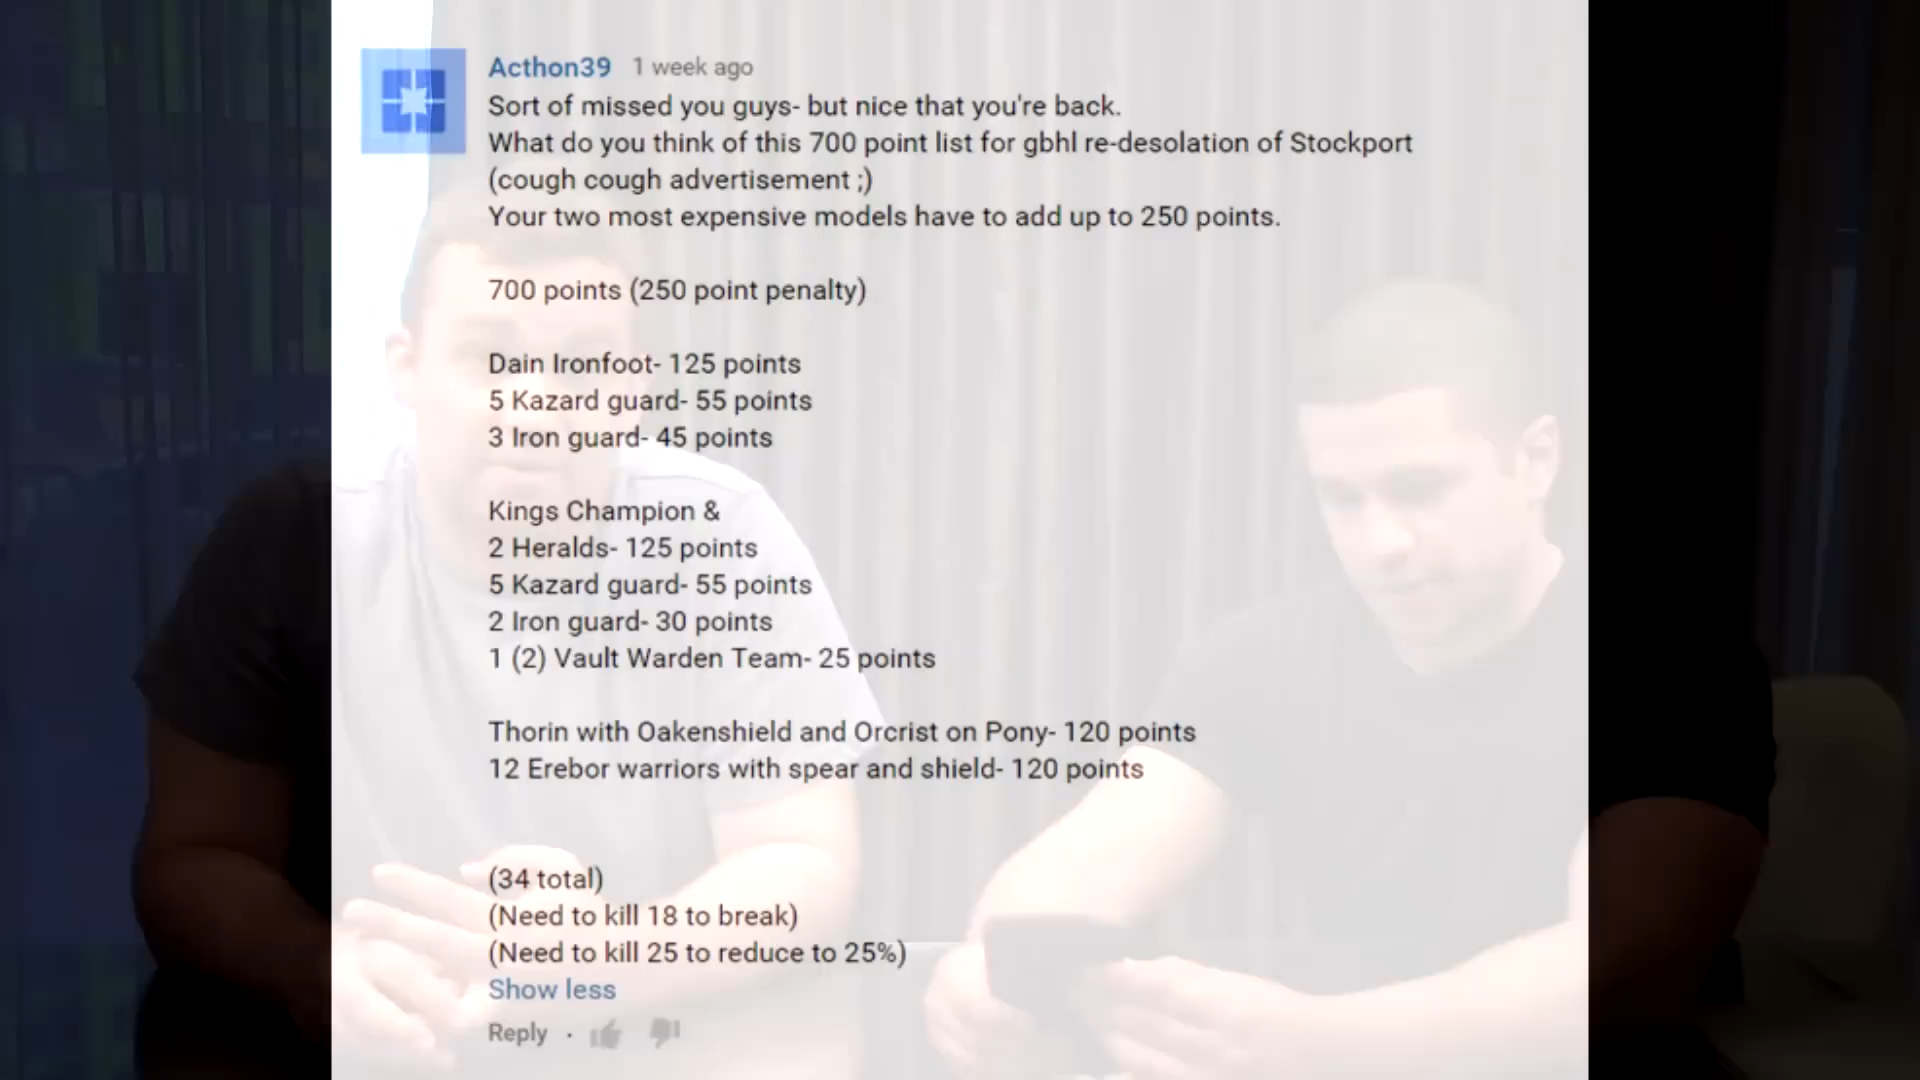 Acthon39 1 week ago
Sort of missed you guys- but nice that you're back.
What do you think of this 700 point list for gbhl re-desolation of Stockport
(cough cough advertisement ;)
Your two most expensive models have to add up to 250 points.
700 points (250 point penalty)
Dain Ironfoot- 125 points
5 Kazard guard- 55 points
3 Iron guard- 45 points
Kings Champion &
2 Heralds- 125 points
5 Kazard guard- 55 points
2 Iron guard- 30 points
1 (2) Vault Warden Team- 25 points
Thorin with Oakenshield and Orcrist on Pony- 120 points
12 Erebor warriors with spear and shield- 120 points
(34 total)
(Need to kill 18 to break)
(Need to kill 25 to reduce to 25%)
Show less
Reply ·